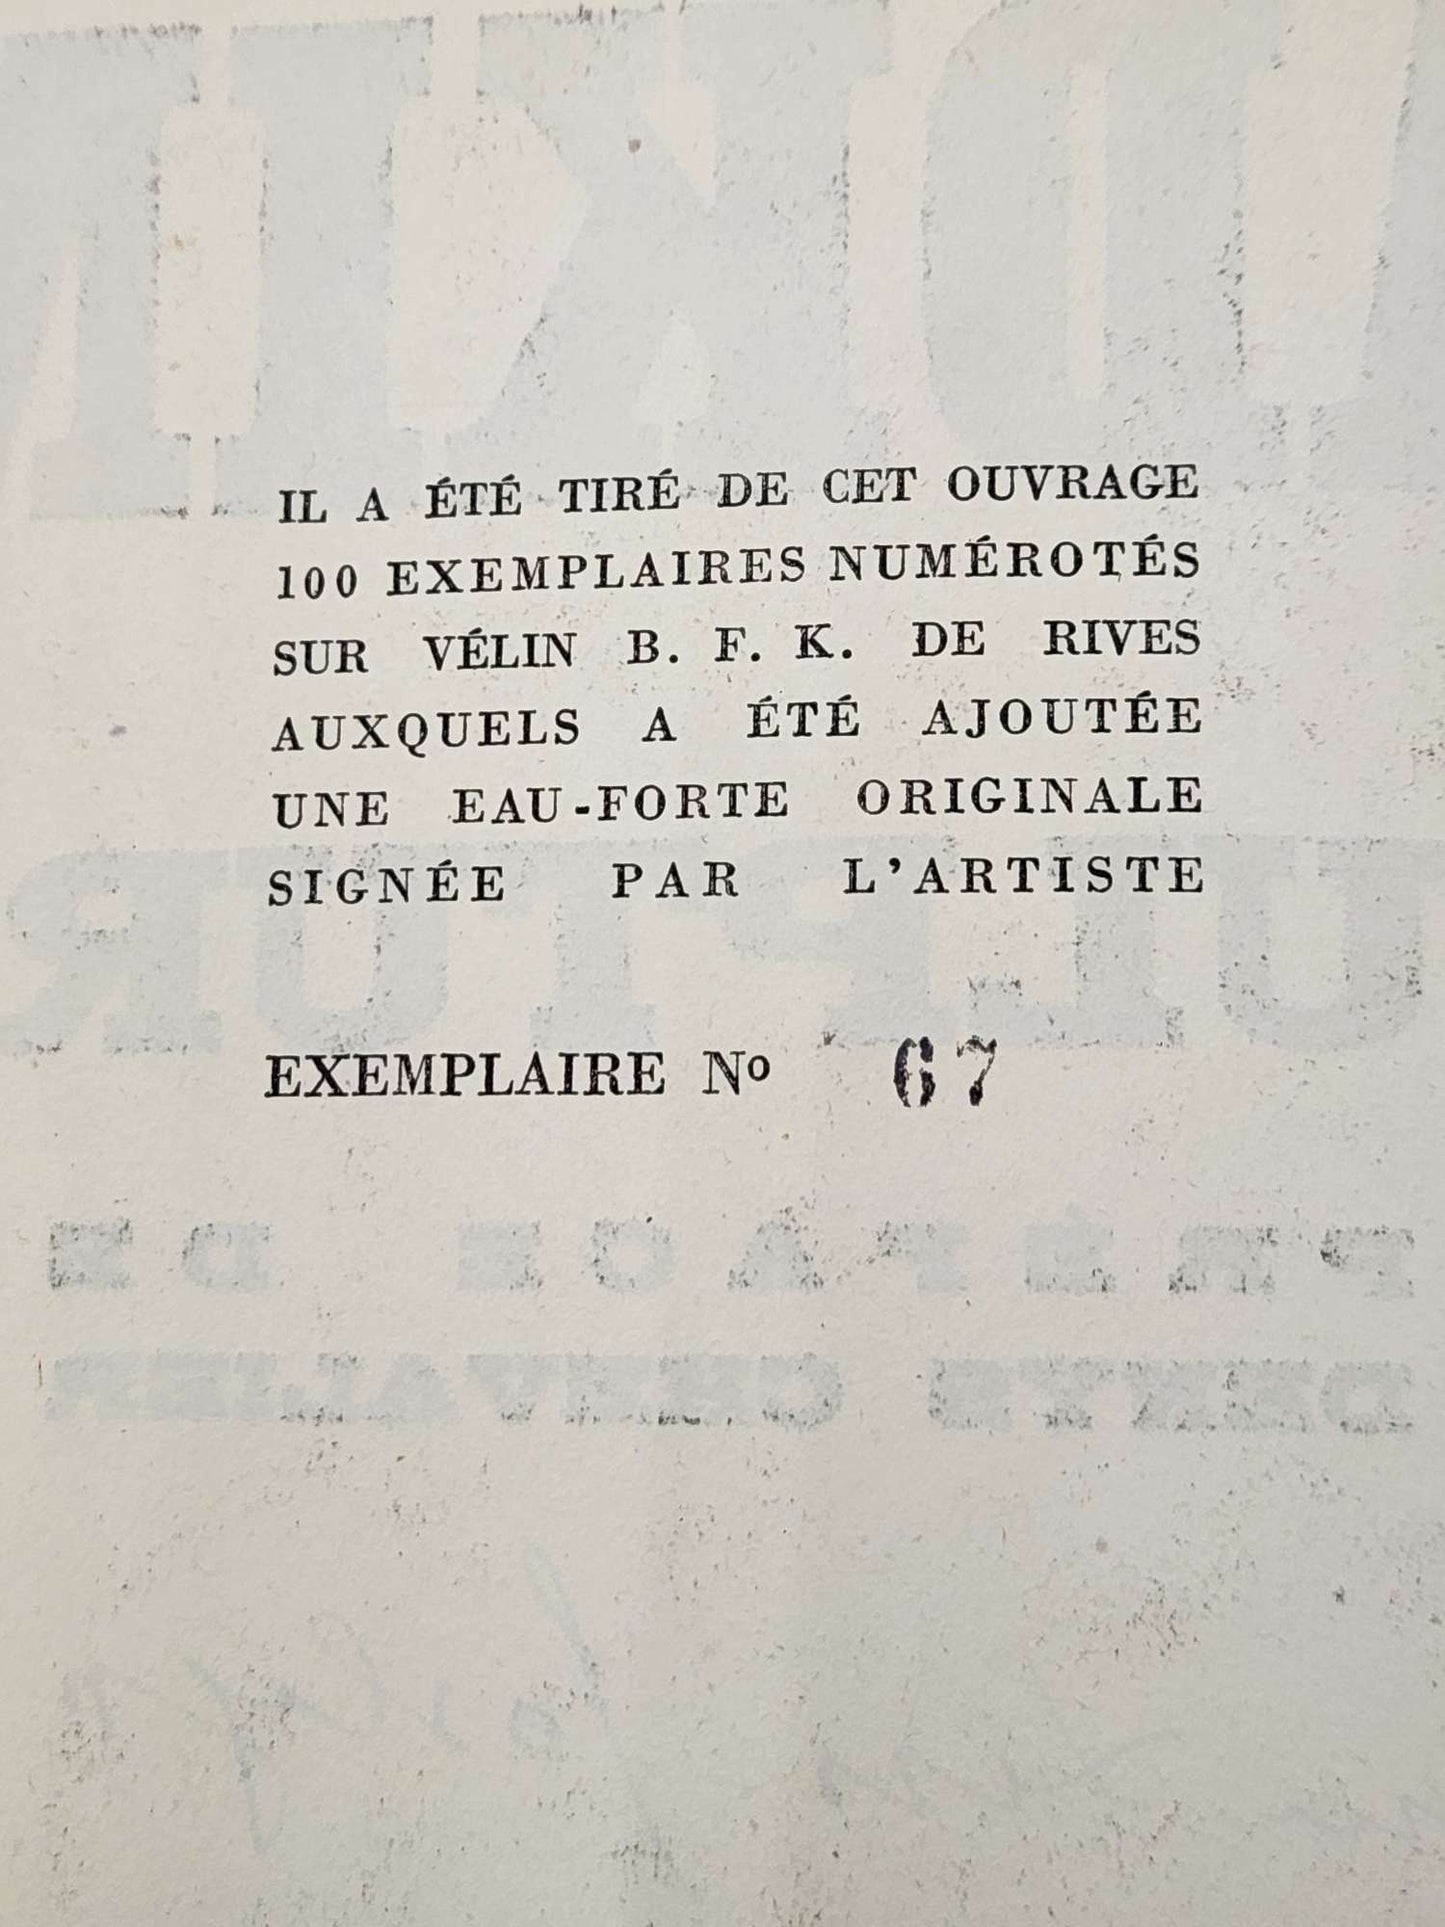 IL A ÉTÉ TIRÉ DE CET OUVRAGE
100 EXEMPLAIRES NUMÉROTÉS
SUR VÉLIN B. F. K. DE RIVES
AUXQUELS A ÉTÉ AJOUTÉE
UNE EAU-FORTE ORIGINALE
SIGNÉE PAR L'ARTISTE
EXEMPLAIRE No 67